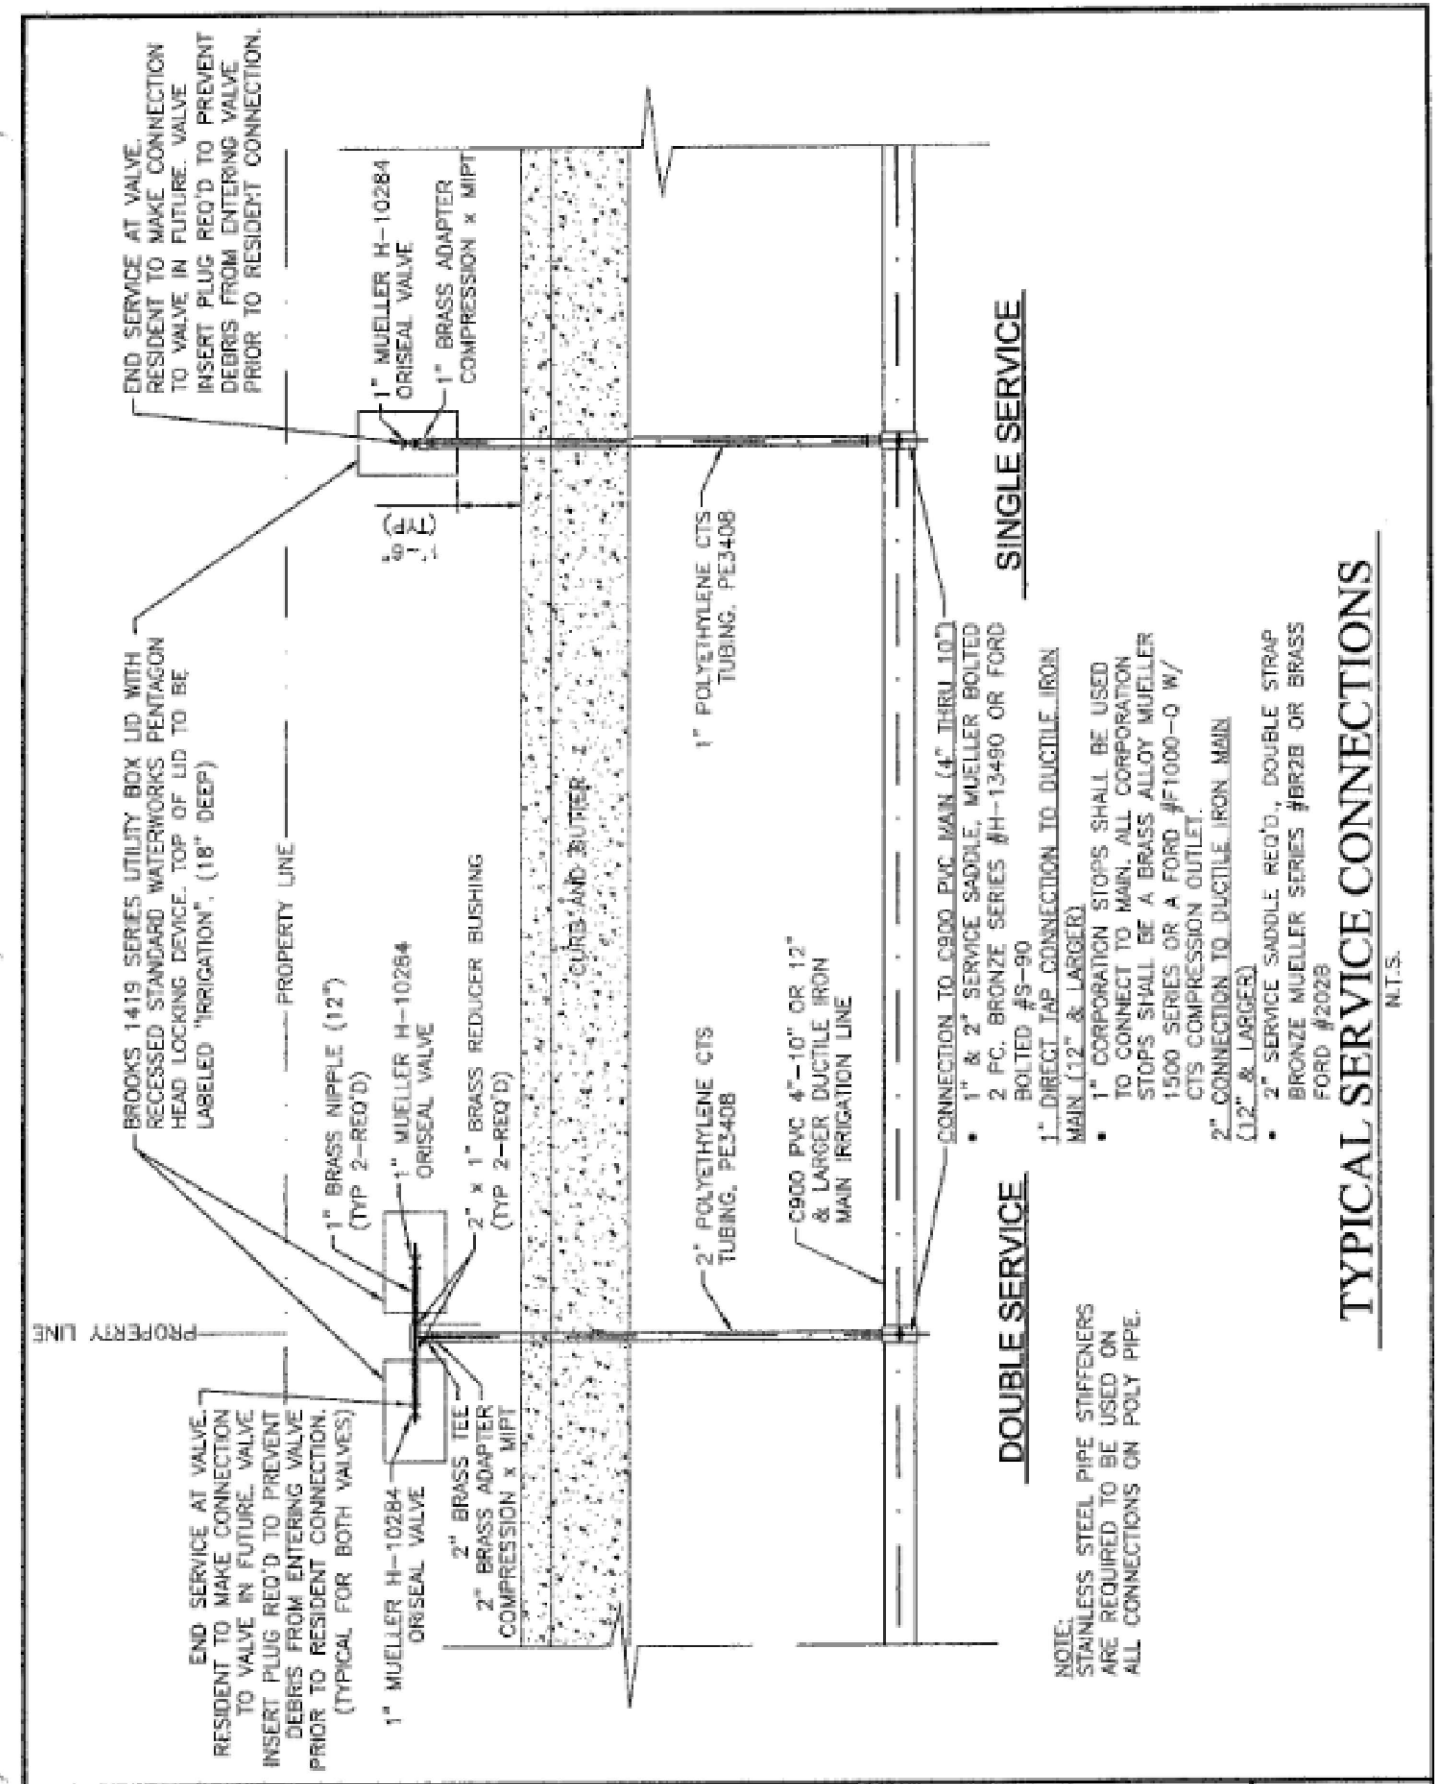 END SERVICE AT VALVE.
RESIDENT TO MAKE CONNECTION
TO VALVE IN FUTURE. VALVE
INSERT PLUG REQ'D TO PREVENT
DEBRIS FROM ENTERING VALVE
PRIOR TO RESIDENT CONNECTION.
(TYPICAL FOR BOTH VALVES)
PROPERTY LINE
BROOKS 1419 SERIES UTILITY BOX LID WITH
RECESSED STANDARD WATERWORKS PENTAGON
HEAD LOCKING DEVICE. TOP OF LID TO BE
LABELED "IRRIGATION". (18" DEEP)
END SERVICE AT VALVE.
RESIDENT TO MAKE CONNECTION
TO VALVE IN FUTURE. VALVE
INSERT PLUG REQ'D TO PREVENT
DEBRIS FROM ENTERING VALVE
PRIOR TO RESIDENT CONNECTION.
PROPERTY LINE
1" MUELLER H-10284
ORISEAL VALVE
2" BRASS TEE
2" BRASS ADAPTER
COMPRESSION x MIPT
1" BRASS NIPPLE (12")
(TYP 2-REQ'D)
1" MUELLER H-10284
ORISEAL VALVE
2" x 1" BRASS REDUCER BUSHING
(TYP 2-REQ'D)
(TYP)
1" MUELLER H-10284
ORISEAL VALVE
1" BRASS ADAPTER
COMPRESSION x MIPT
CURB AND GUTTER
2" POLYETHYLENE CTS
TUBING, PE3408
1" POLYETHYLENE CTS
TUBING, PE3408
C900 PVC 4"-10" OR 12"
& LARGER DUCTILE IRON
MAIN IRRIGATION LINE
DOUBLE SERVICE
SINGLE SERVICE
CONNECTION TO C900 PVC MAIN (4" THRU 10")
• 1" & 2" SERVICE SADDLE, MUELLER BOLTED
2 PC. BRONZE SERIES #H-13490 OR FORD
BOLTED #S-90
1" DIRECT TAP CONNECTION TO DUCTILE IRON
MAIN (12" & LARGER)
• 1" CORPORATION STOPS SHALL BE USED
TO CONNECT TO MAIN. ALL CORPORATION
STOPS SHALL BE A BRASS ALLOY MUELLER
1500 SERIES OR A FORD #F1000-Q W/
CTS COMPRESSION OUTLET.
2" CONNECTION TO DUCTILE IRON MAIN
(12" & LARGER)
• 2" SERVICE SADDLE REQ'D, DOUBLE STRAP
BRONZE MUELLER SERIES #BR2B OR BRASS
FORD #202B
NOTE:
STAINLESS STEEL PIPE STIFFENERS
ARE REQUIRED TO BE USED ON
ALL CONNECTIONS ON POLY PIPE.
TYPICAL SERVICE CONNECTIONS
N.T.S.